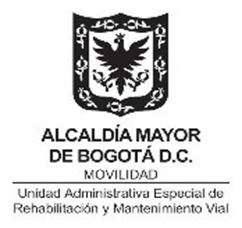 ALCALDÍA MAYOR
DE BOGOTÁ D.C.
MOVILIDAD
Unidad Administrativa Especial de
Rehabilitación y Mantenimiento Vial